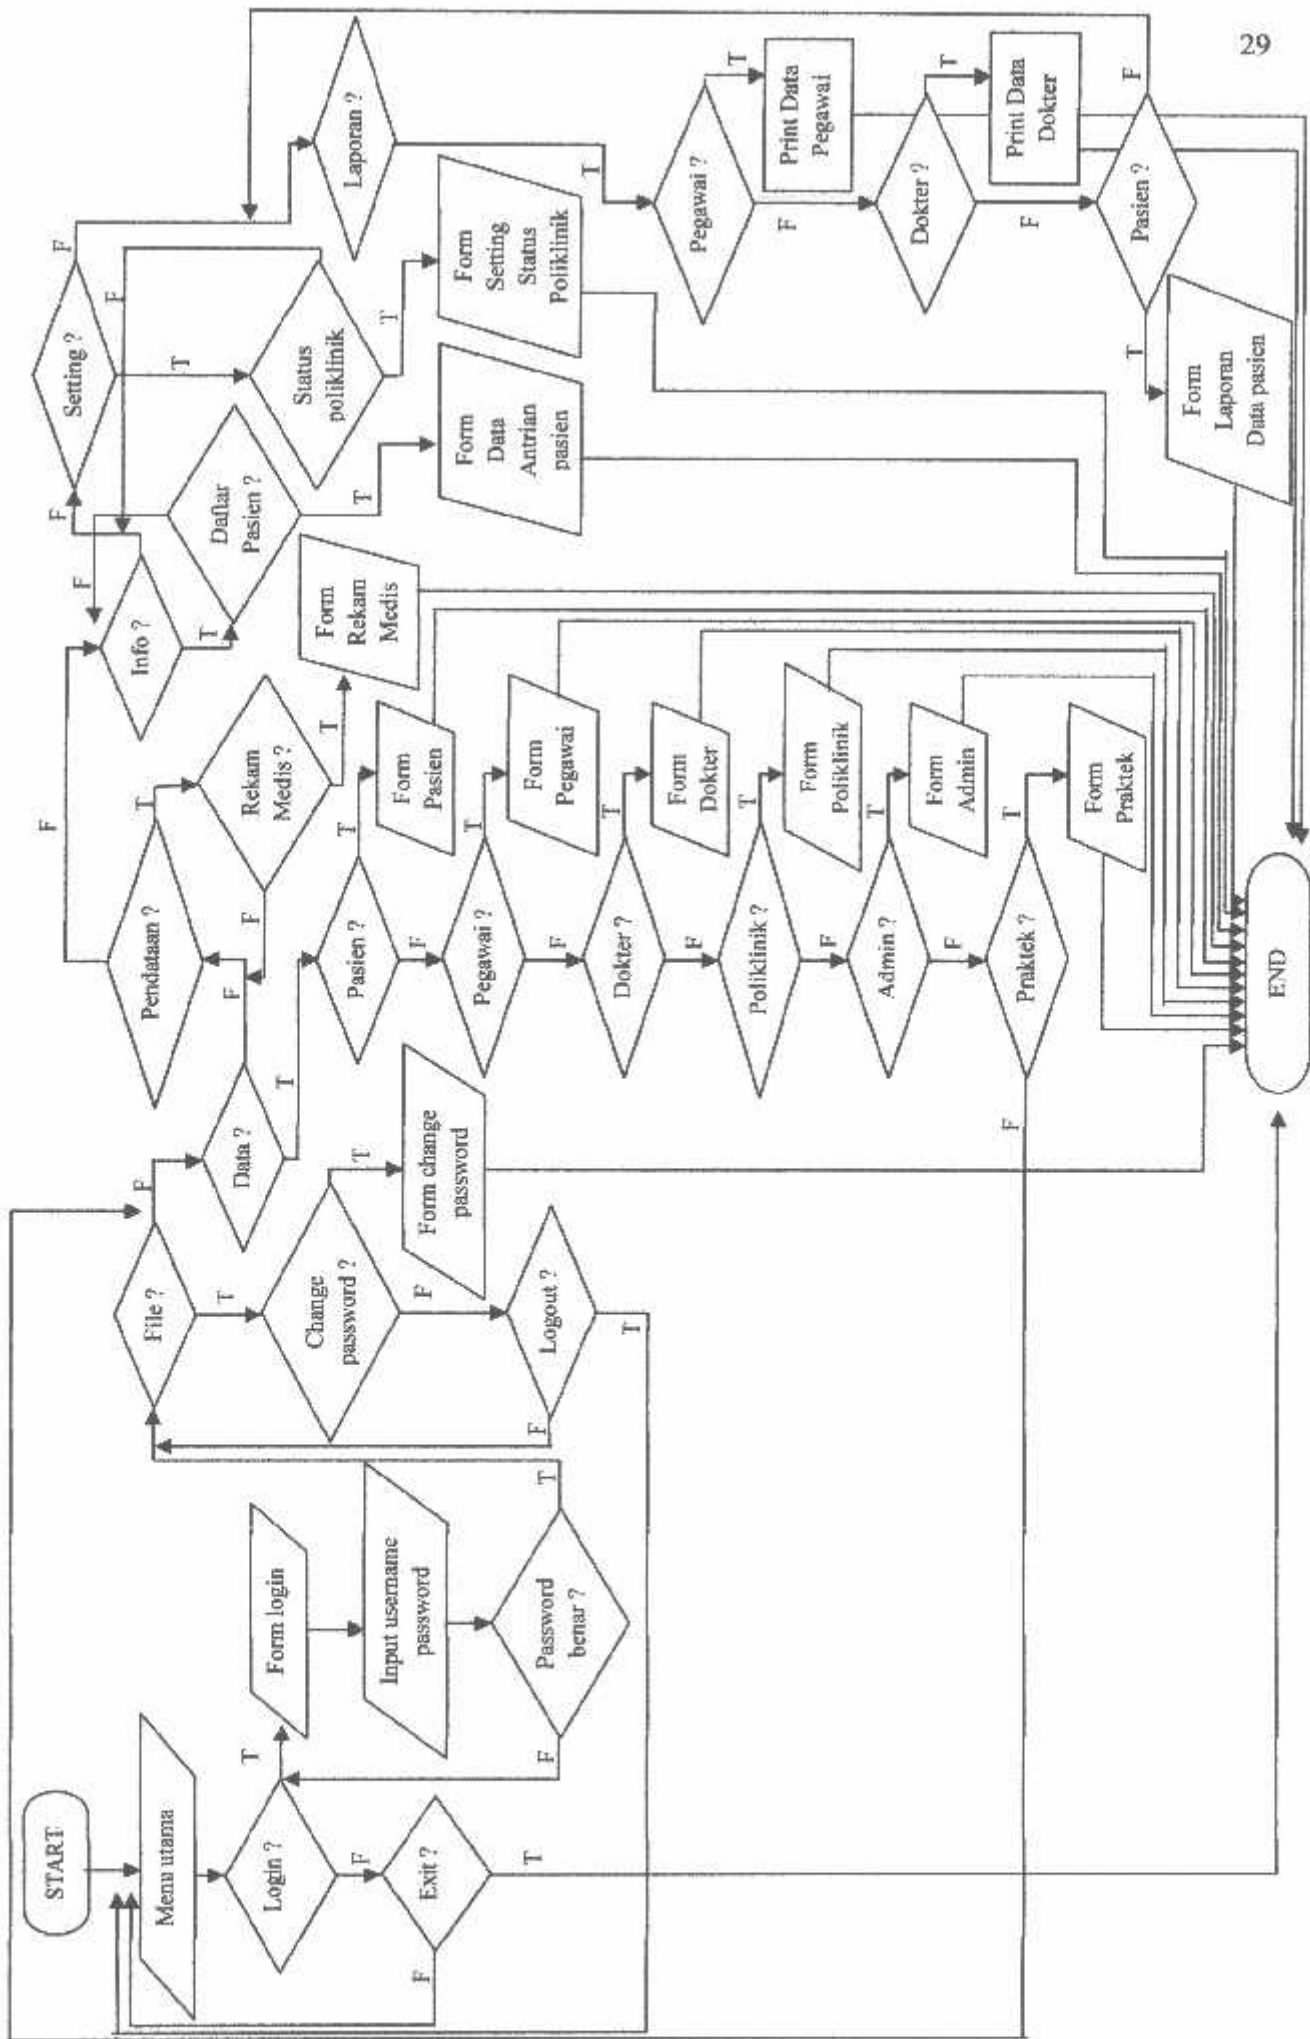 29
START
Menu utama
Login ?
T
F
Exit ?
F
T
Form login
Input username
password
Password
benar ?
F
T
File ?
F
T
Change
password ?
T
F
Form change
password
Logout ?
F
T
Data ?
F
T
Pendataan ?
F
T
Rekam
Medis ?
F
T
Form
Rekam
Medis
Pasien ?
T
F
Form
Pasien
Pegawai ?
T
F
Form
Pegawai
Dokter ?
T
F
Form
Dokter
Poliklinik ?
T
F
Form
Poliklinik
Admin ?
T
F
Form
Admin
Praktek ?
T
F
Form
Praktek
Info ?
F
T
Daftar
Pasien ?
F
T
Form
Data
Antrian
pasien
Setting ?
F
T
Status
poliklinik
F
T
Form
Setting
Status
Poliklinik
Laporan ?
T
Pegawai ?
T
F
Print Data
Pegawai
Dokter ?
T
F
Print Data
Dokter
Pasien ?
F
T
Form
Laporan
Data pasien
END